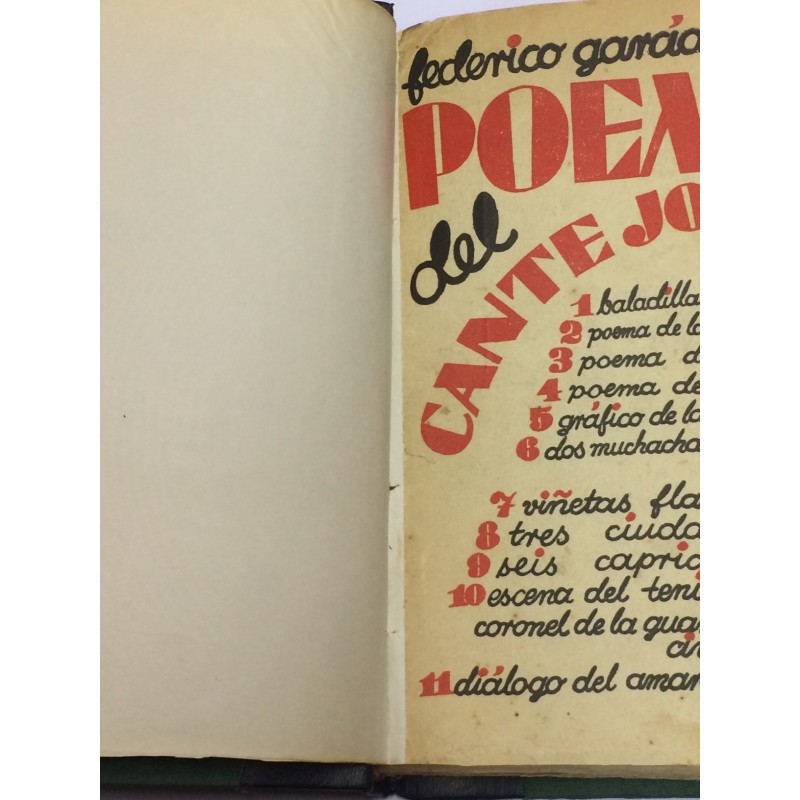 federico garcía
POEM
del
CANTE JO
1 baladilla
2 poema de la
3 poema d
4 poema de
5 gráfico de la
6 dos muchacha
7 viñetas fla
8 tres ciuda
9 seis capric
10 escena del teni
coronel de la guar
civ
11 diálogo del amar